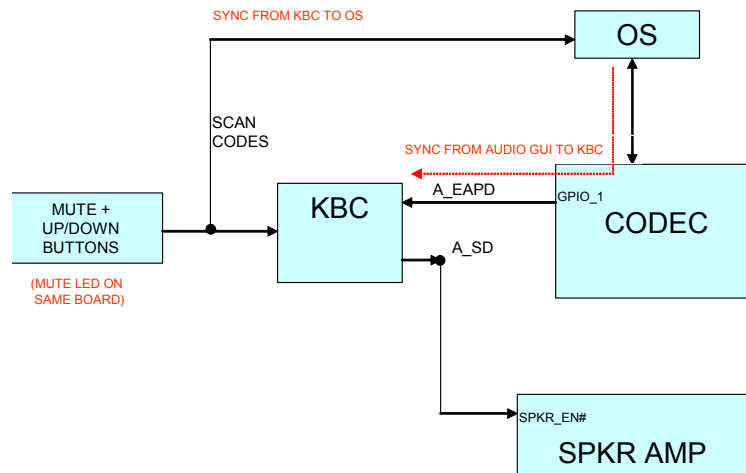 SYNC FROM KBC TO OS
OS
SCAN
CODES
SYNC FROM AUDIO GUI TO KBC
MUTE +
UP/DOWN
BUTTONS
KBC
A_EAPD
GPIO_1
CODEC
A_SD
(MUTE LED ON
SAME BOARD)
SPKR_EN#
SPKR AMP